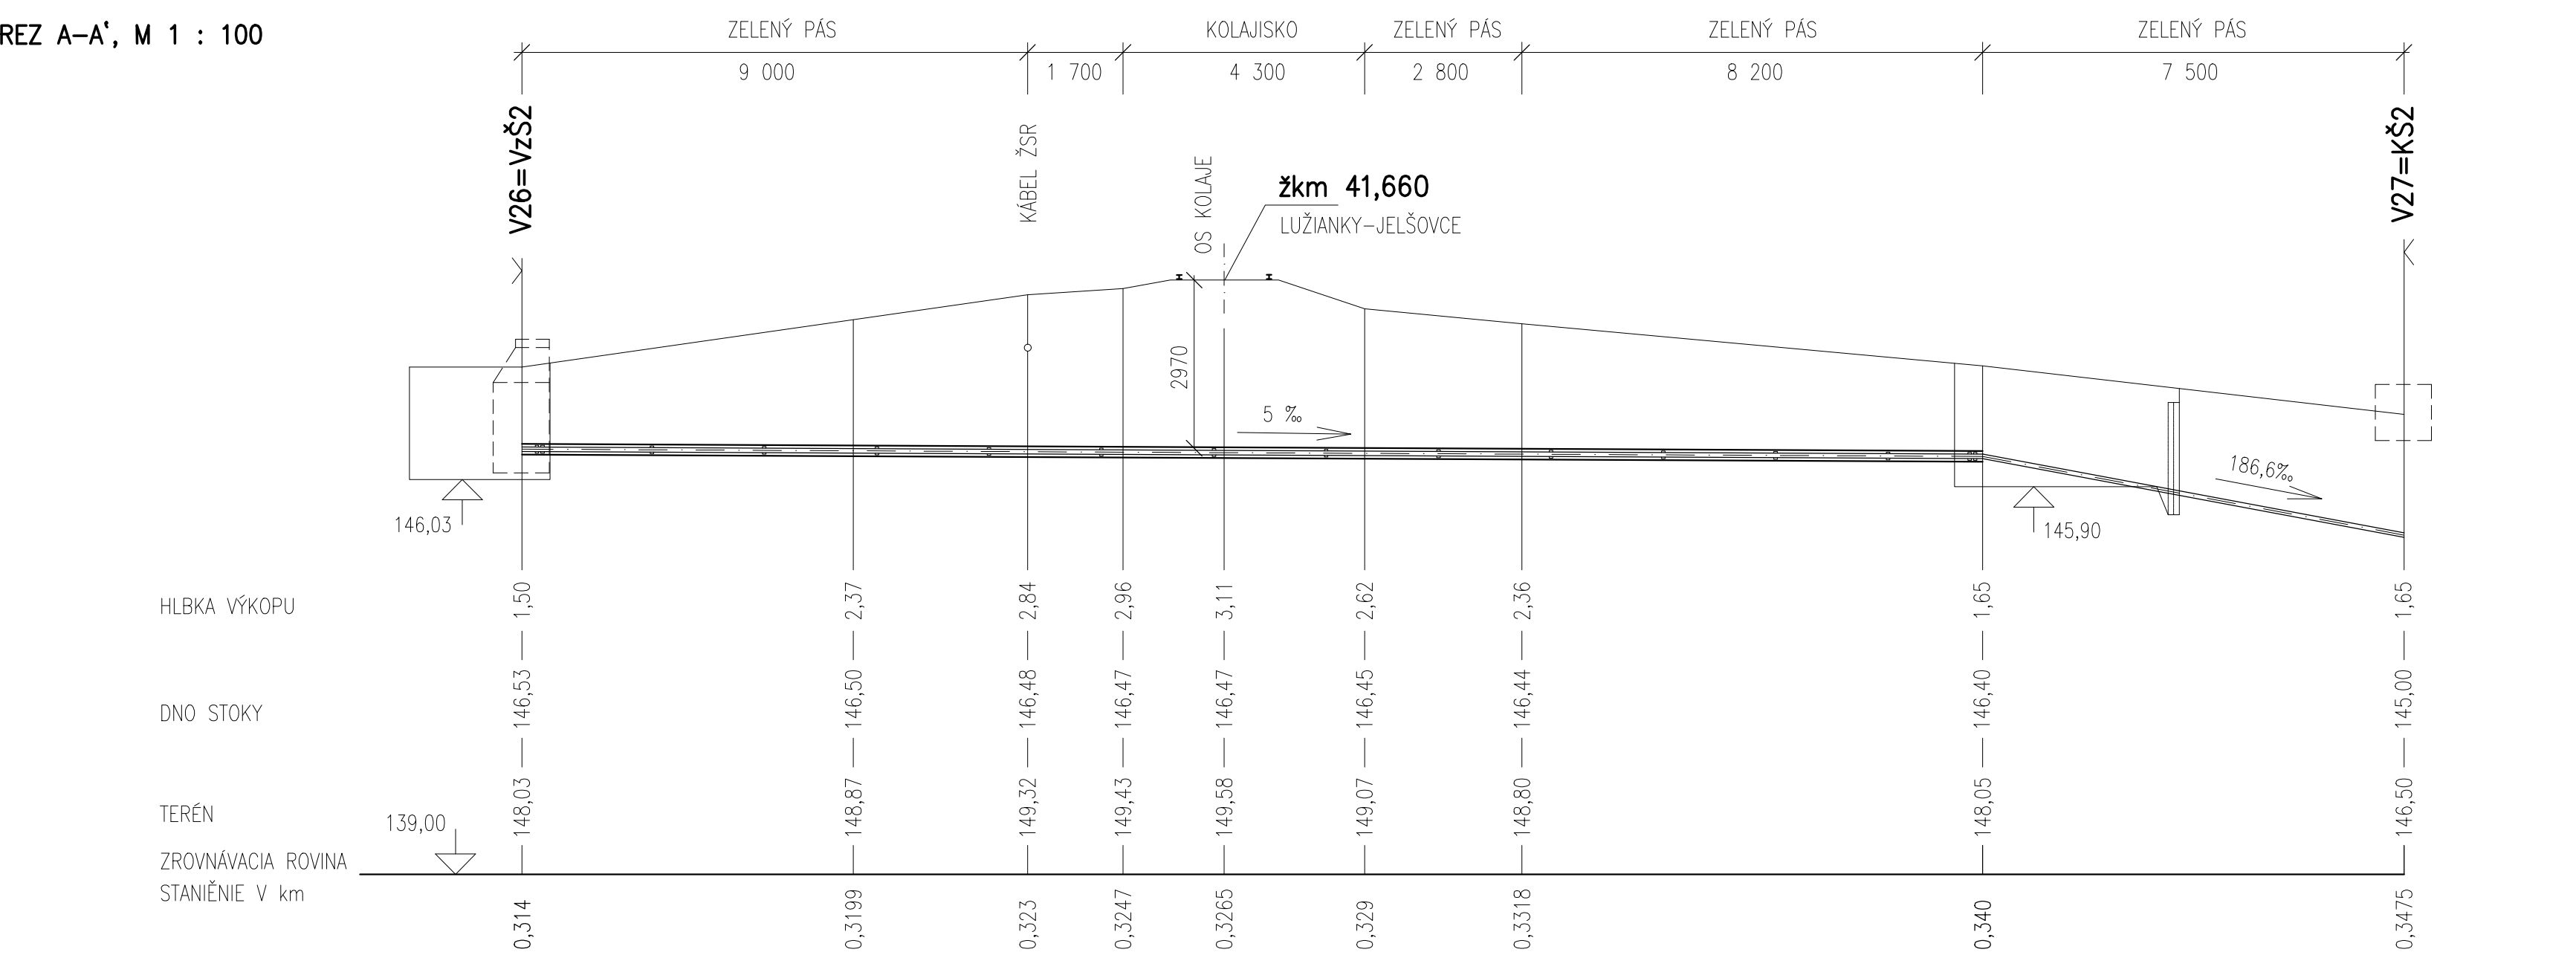 REZ A-A', M 1 : 100
ZELENÝ PÁS KOLAJISKO ZELENÝ PÁS ZELENÝ PÁS ZELENÝ PÁS
9 000 1 700 4 300 2 800 8 200 7 500
V26=VzŠ2
KÁBEL ŽSR
OS KOLAJE
žkm 41,660
LUŽIANKY-JELŠOVCE
V27=KŠ2
2970
5 ‰
186,6‰
146,03
145,90
HLBKA VÝKOPU 1,50 2,37 2,84 2,96 3,11 2,62 2,36 1,65 1,65
DNO STOKY 146,53 146,50 146,48 146,47 146,47 146,45 146,44 146,40 145,00
TERÉN 148,03 148,87 149,32 149,43 149,58 149,07 148,80 148,05 146,50
139,00
ZROVNÁVACIA ROVINA
STANIĚNIE V km 0,314 0,3199 0,323 0,3247 0,3265 0,329 0,3318 0,340 0,3475